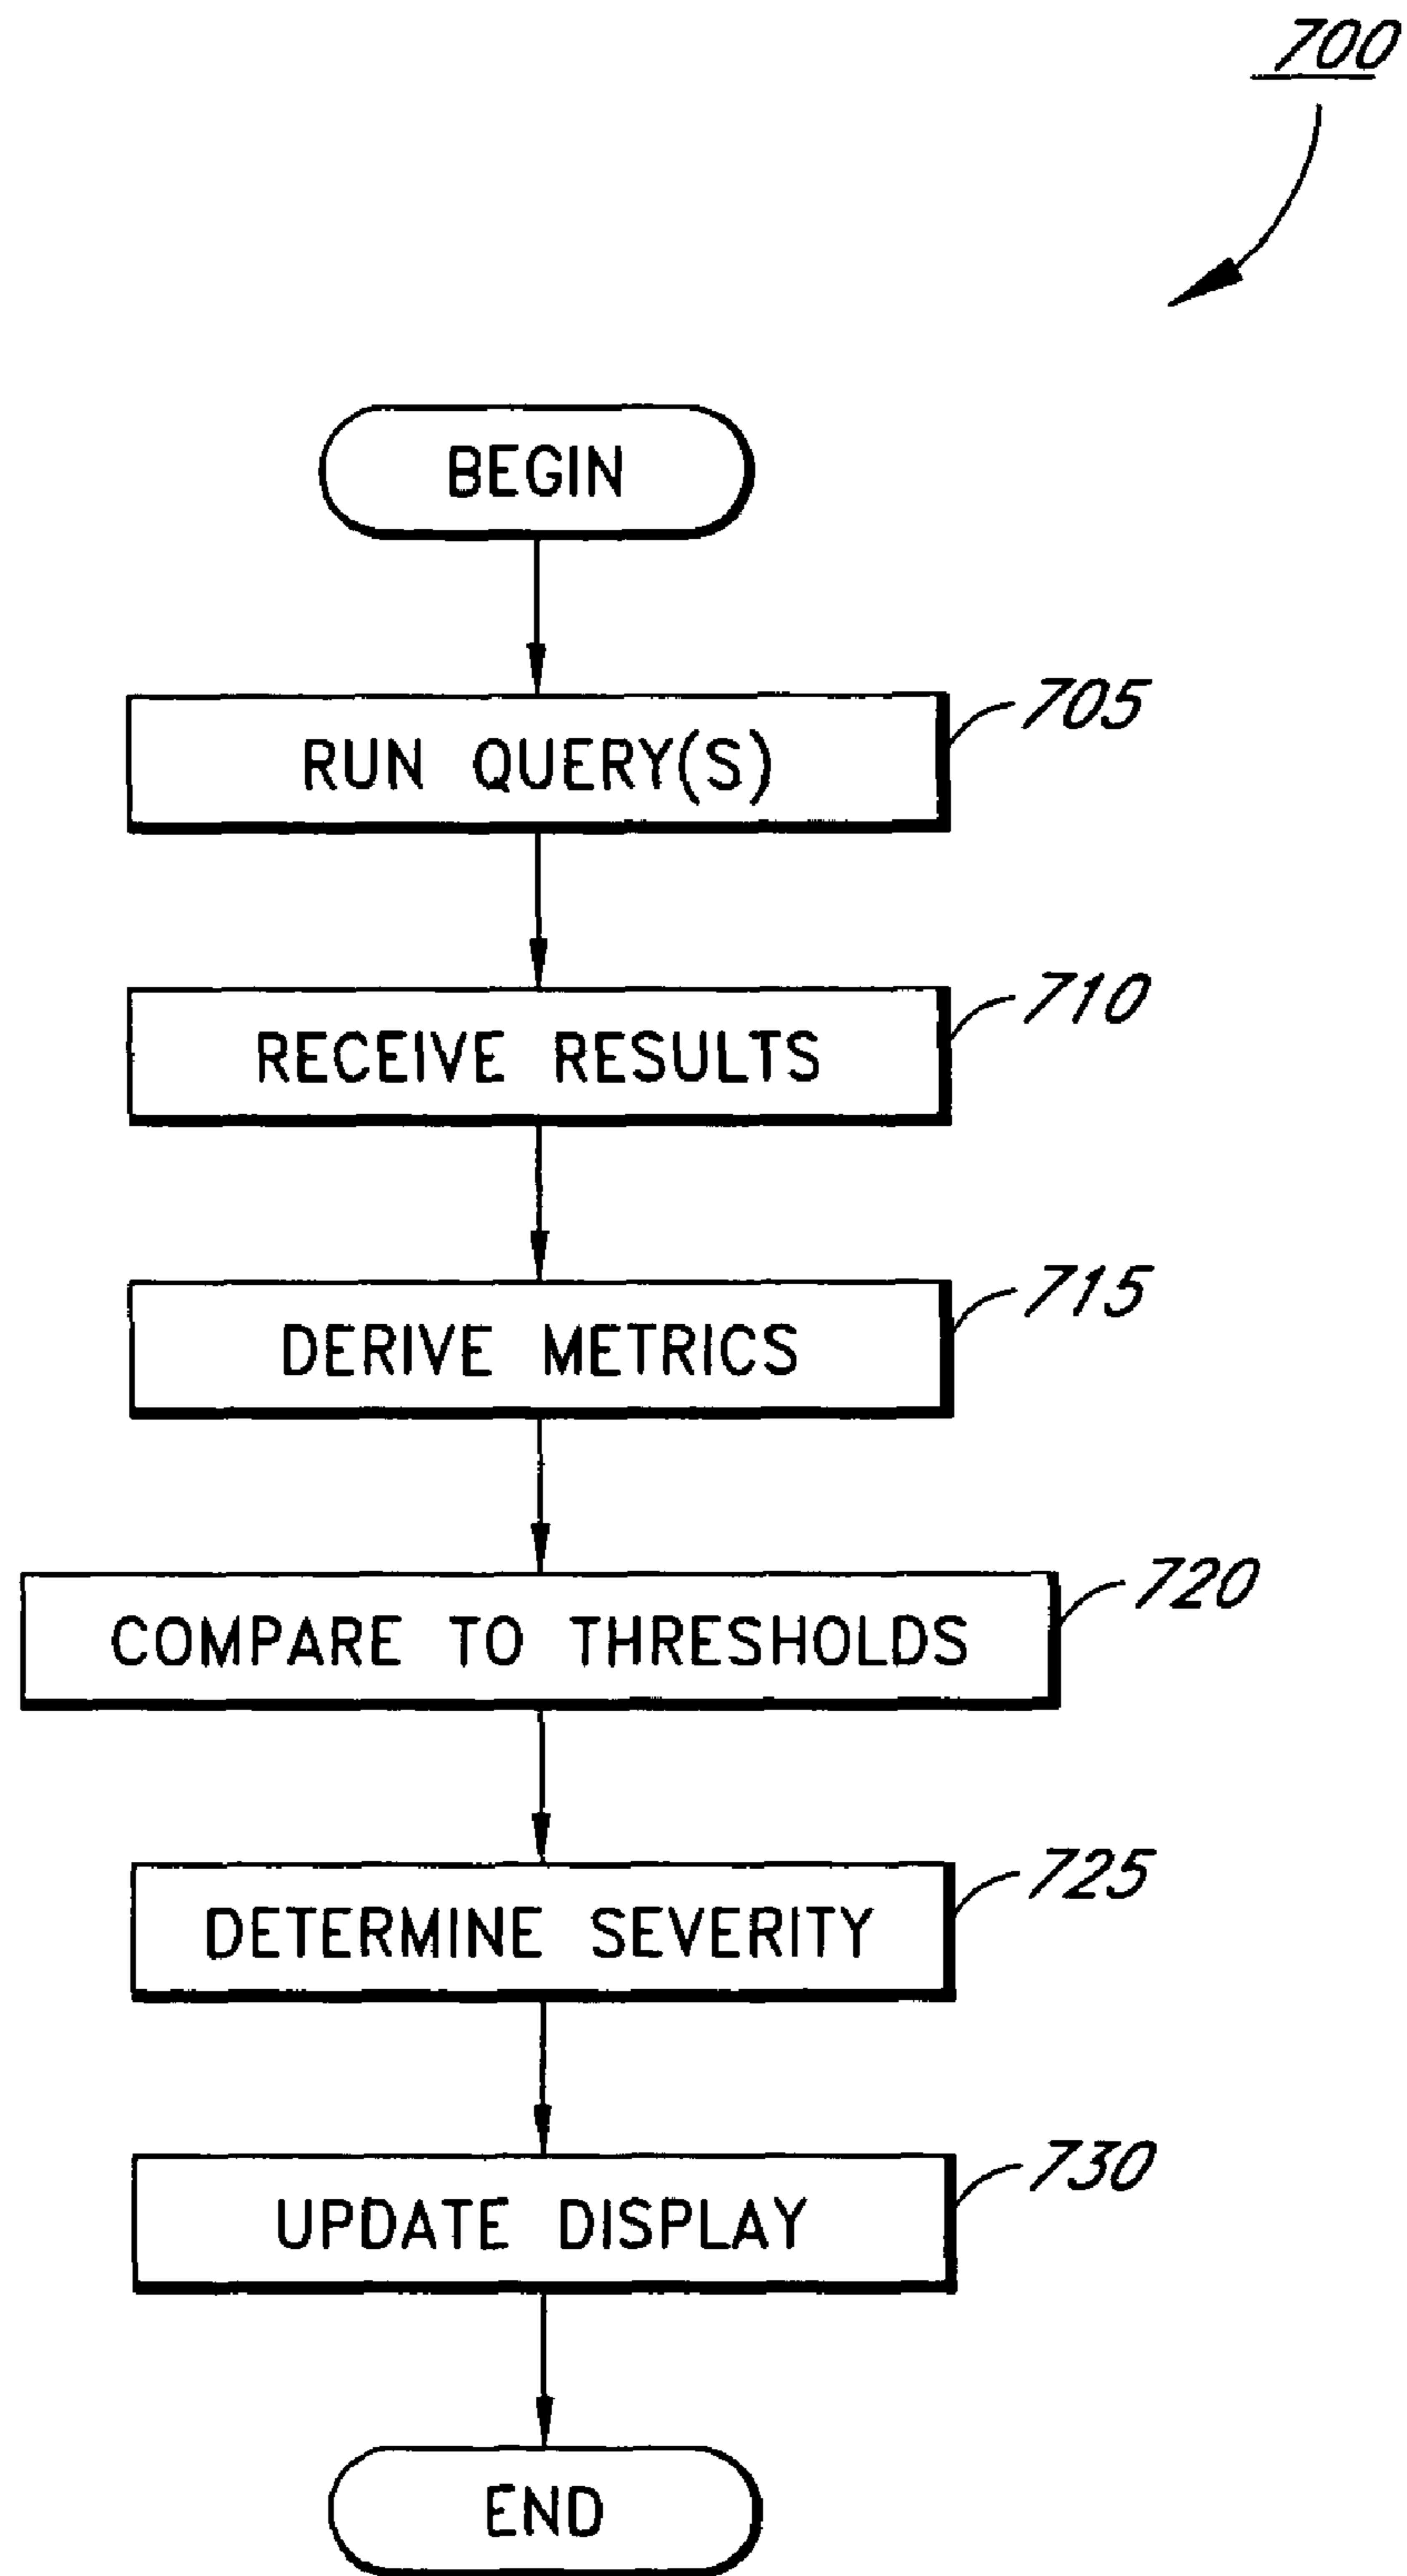 700
BEGIN
RUN QUERY(S)
705
RECEIVE RESULTS
710
DERIVE METRICS
715
COMPARE TO THRESHOLDS
720
DETERMINE SEVERITY
725
UPDATE DISPLAY
730
END